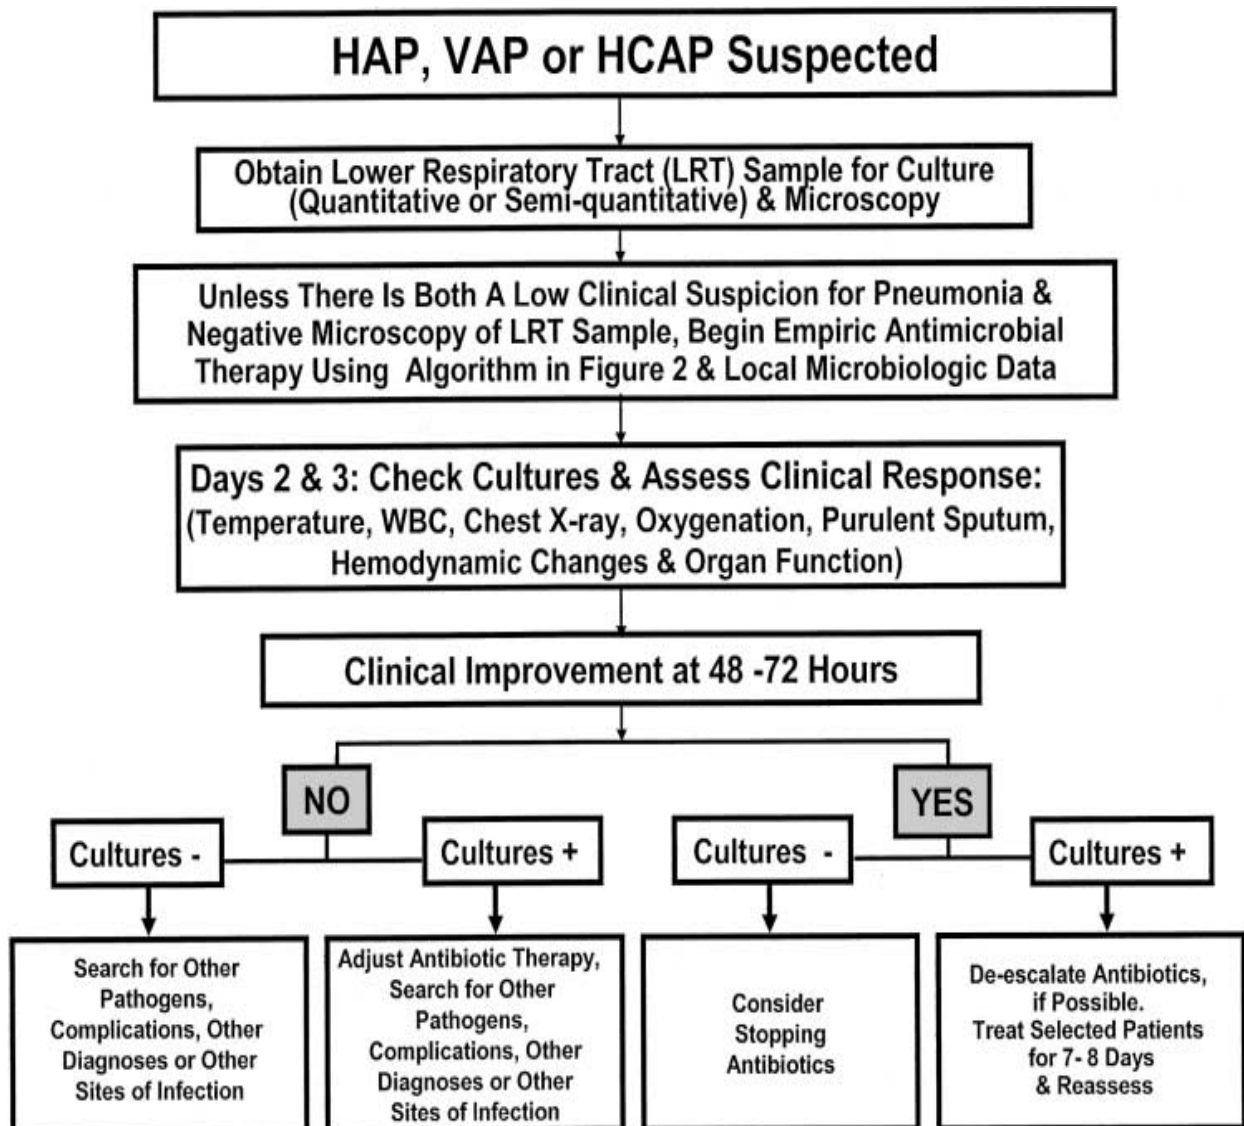 HAP, VAP or HCAP Suspected
Obtain Lower Respiratory Tract (LRT) Sample for Culture
(Quantitative or Semi-quantitative) & Microscopy
Unless There Is Both A Low Clinical Suspicion for Pneumonia &
Negative Microscopy of LRT Sample, Begin Empiric Antimicrobial
Therapy Using Algorithm in Figure 2 & Local Microbiologic Data
Days 2 & 3: Check Cultures & Assess Clinical Response:
(Temperature, WBC, Chest X-ray, Oxygenation, Purulent Sputum,
Hemodynamic Changes & Organ Function)
Clinical Improvement at 48 -72 Hours
NO
YES
Cultures -
Cultures +
Cultures -
Cultures +
Search for Other
Pathogens,
Complications, Other
Diagnoses or Other
Sites of Infection
Adjust Antibiotic Therapy,
Search for Other
Pathogens,
Complications, Other
Diagnoses or Other
Sites of Infection
Consider
Stopping
Antibiotics
De-escalate Antibiotics,
if Possible.
Treat Selected Patients
for 7- 8 Days
& Reassess